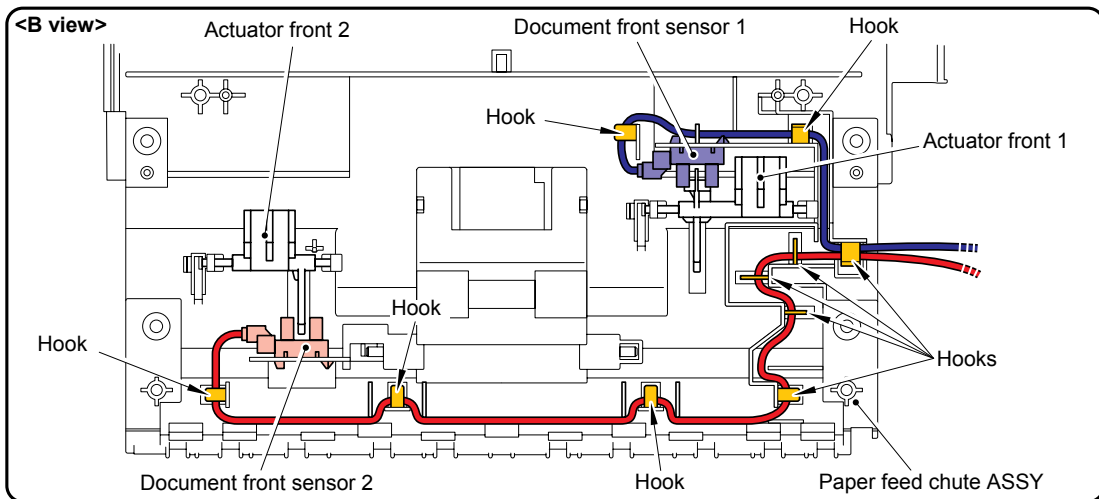 <B view>
Actuator front 2
Document front sensor 1
Hook
Hook
Actuator front 1
Hook
Hook
Hooks
Hook
Document front sensor 2
Paper feed chute ASSY